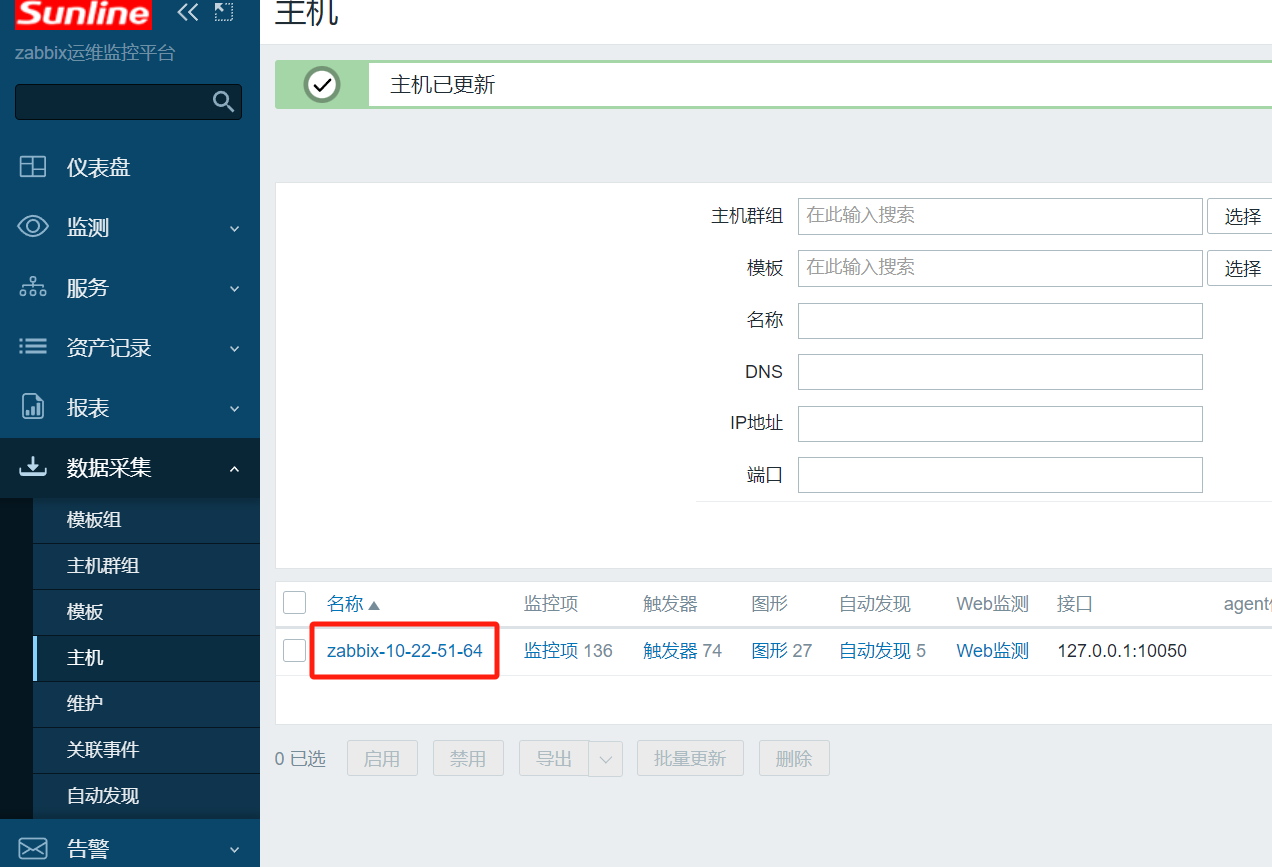 Sunline
zabbix运维监控平台
仪表盘
监测
服务
资产记录
报表
数据采集
模板组
主机群组
模板
主机
维护
关联事件
自动发现
告警
主机
主机已更新
主机群组 在此输入搜索 选择
模板 在此输入搜索 选择
名称
DNS
IP地址
端口
名称 监控项 触发器 图形 自动发现 Web监测 接口 agent
zabbix-10-22-51-64 监控项 136 触发器 74 图形 27 自动发现 5 Web监测 127.0.0.1:10050
0 已选 启用 禁用 导出 批量更新 删除